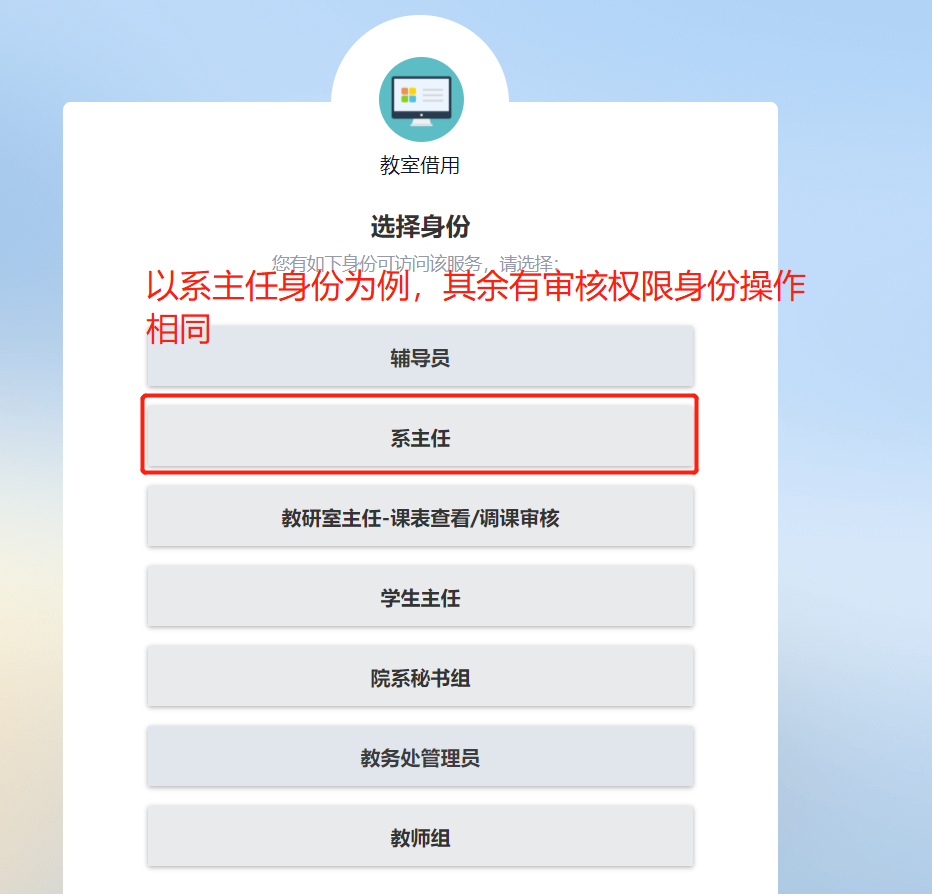 教室借用
选择身份
您有如下身份可访问该服务，请选择：
以系主任身份为例，其余有审核权限身份操作
相同
辅导员
系主任
教研室主任-课表查看/调课审核
学生主任
院系秘书组
教务处管理员
教师组